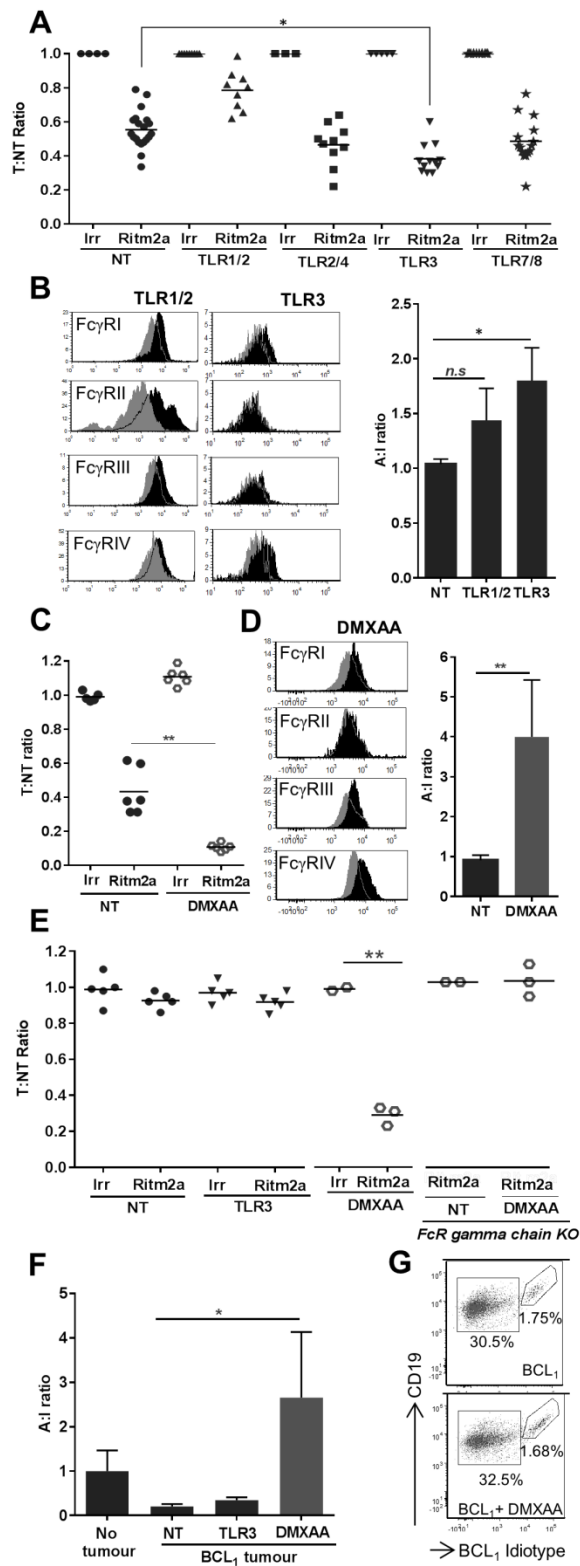 A
*
T:NT Ratio
1.0
0.8
0.6
0.4
0.2
0.0
Irr Ritm2a Irr Ritm2a Irr Ritm2a Irr Ritm2a Irr Ritm2a
NT TLR1/2 TLR2/4 TLR3 TLR7/8
B
TLR1/2 TLR3
FcγRI
FcγRII
FcγRIII
FcγRIV
A:I ratio
2.5
2.0
1.5
1.0
0.5
0.0
n.s
*
NT TLR1/2 TLR3
C
T:NT ratio
1.2
1.0
0.8
0.6
0.4
0.2
0.0
**
Irr Ritm2a Irr Ritm2a
NT DMXAA
D
DMXAA
FcγRI
FcγRII
FcγRIII
FcγRIV
A:I ratio
6
5
4
3
2
1
0
**
NT DMXAA
E
T:NT Ratio
1.2
1.0
0.8
0.6
0.4
0.2
0.0
**
Irr Ritm2a Irr Ritm2a Irr Ritm2a Ritm2a Ritm2a
NT TLR3 DMXAA NT DMXAA
FcR gamma chain KO
F
A:I ratio
5
4
3
2
1
0
*
No tumour NT TLR3 DMXAA
BCL1 tumour
G
CD19
1.75%
30.5%
BCL1
1.68%
32.5%
BCL1+ DMXAA
BCL1 Idiotype